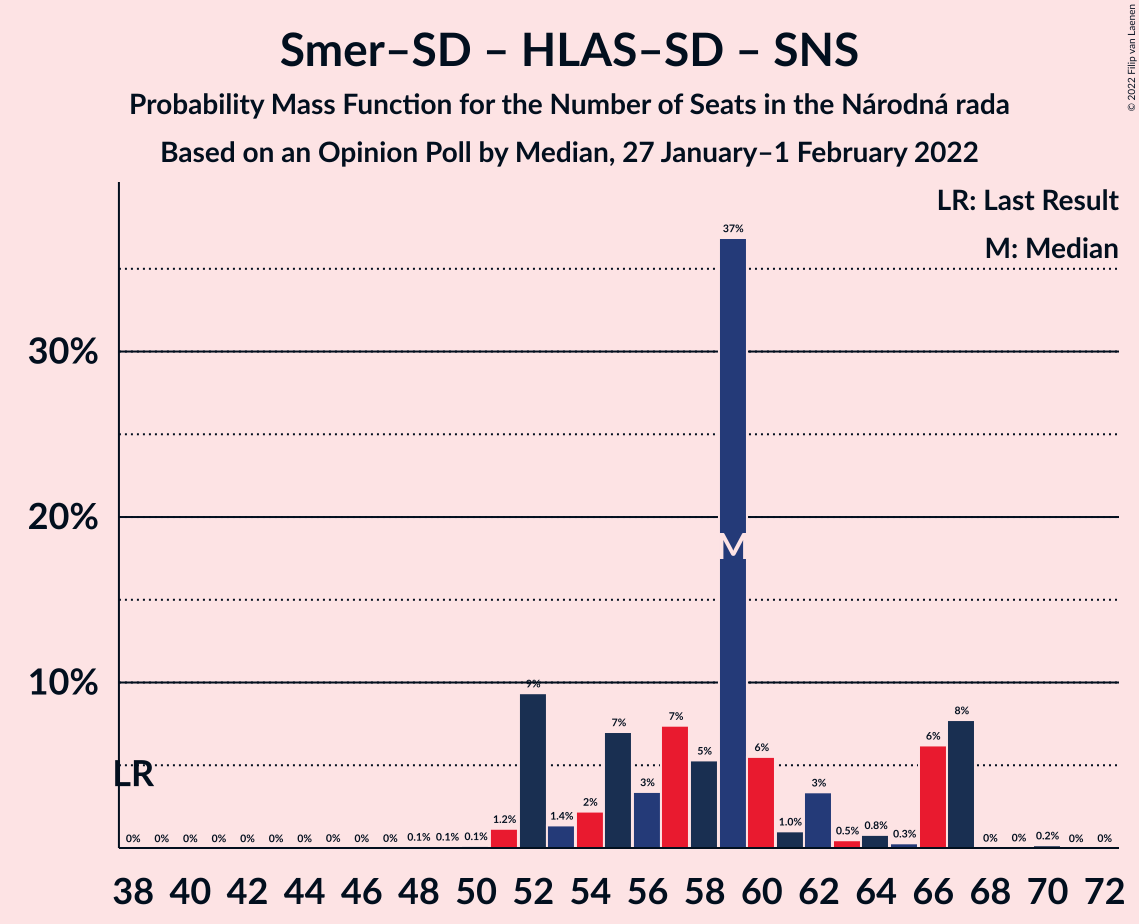 Smer–SD – HLAS–SD – SNS
Probability Mass Function for the Number of Seats in the Národná rada
Based on an Opinion Poll by Median, 27 January–1 February 2022
© 2022 Filip van Laenen
LR: Last Result
M: Median
37%
30%
20%
M
10%
9%
8%
7%
7%
6%
6%
5%
LR
3%
3%
2%
1.2%
1.4%
1.0%
0.5%
0.8%
0.3%
0% 0% 0% 0% 0% 0% 0% 0% 0% 0% 0.1% 0.1% 0.1% 0% 0% 0.2% 0% 0%
38 40 42 44 46 48 50 52 54 56 58 60 62 64 66 68 70 72